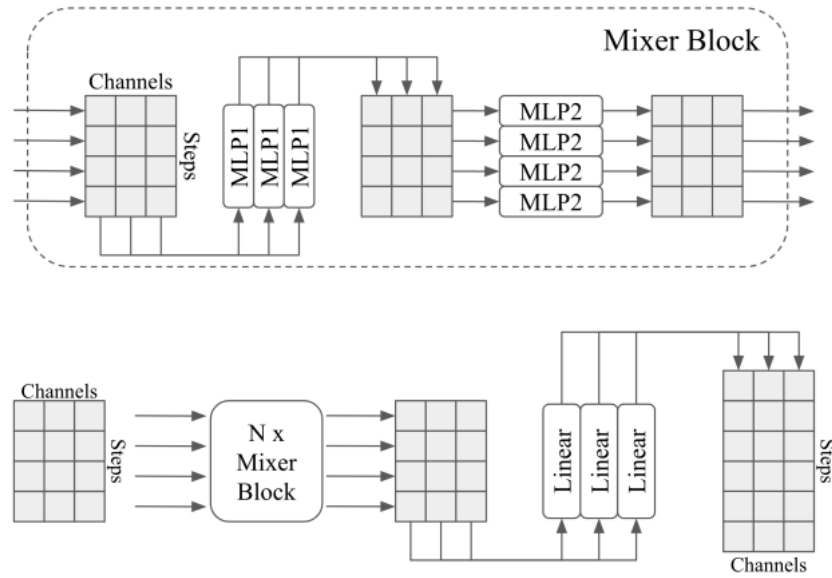 Mixer Block
Channels
Steps
MLP1
MLP1
MLP1
MLP2
MLP2
MLP2
MLP2
Channels
Steps
N x
Mixer
Block
Linear
Linear
Linear
Steps
Channels